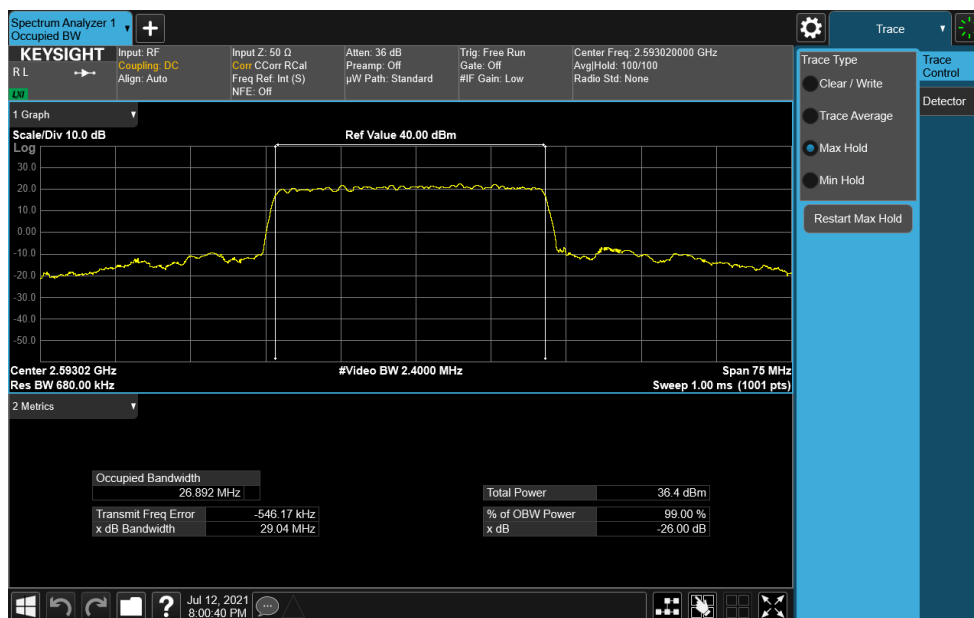 Spectrum Analyzer 1
Occupied BW
Trace
KEYSIGHT
R L
LXI
Input: RF
Coupling: DC
Align: Auto
Input Z: 50 Ω
Corr CCorr RCal
Freq Ref: Int (S)
NFE: Off
Atten: 36 dB
Preamp: Off
µW Path: Standard
Trig: Free Run
Gate: Off
#IF Gain: Low
Center Freq: 2.593020000 GHz
Avg|Hold: 100/100
Radio Std: None
Trace Type
Clear / Write
Trace Average
Max Hold
Min Hold
Restart Max Hold
Trace
Control
Detector
1 Graph
Scale/Div 10.0 dB
Ref Value 40.00 dBm
Log
30.0
20.0
10.0
0.00
-10.0
-20.0
-30.0
-40.0
-50.0
Center 2.59302 GHz
#Video BW 2.4000 MHz
Span 75 MHz
Res BW 680.00 kHz
Sweep 1.00 ms (1001 pts)
2 Metrics
Occupied Bandwidth
26.892 MHz
Total Power 36.4 dBm
Transmit Freq Error -546.17 kHz
% of OBW Power 99.00 %
x dB Bandwidth 29.04 MHz
x dB -26.00 dB
?
Jul 12, 2021
8:00:40 PM